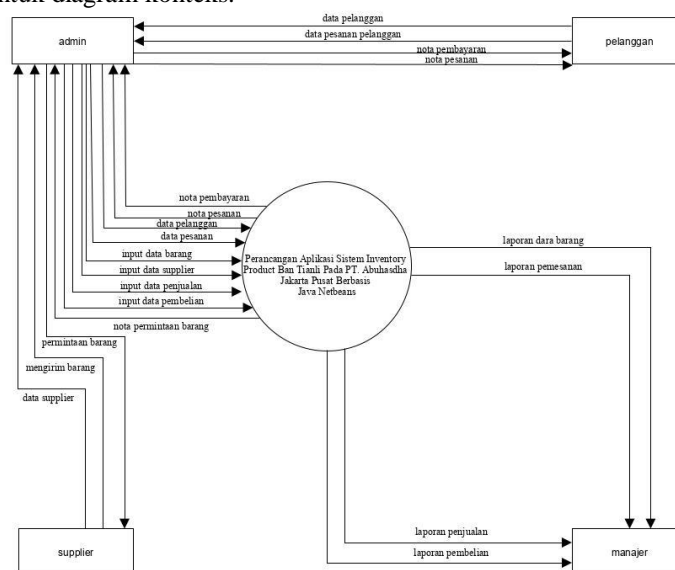 ntuk diagram konteks.
data pelanggan
admin
data pesanan pelanggan
pelanggan
nota pembayaran
nota pesanan
nota pembayaran
nota pesanan
data pelanggan
data pesanan
input data barang
input data supplier
input data penjualan
input data pembelian
nota permintaan barang
permintaan barang
mengirim barang
data supplier
Perancangan Aplikasi Sistem Inventory
Product Ban Tianli Pada PT. Abuhasdha
Jakarta Pusat Berbasis
Java Netbeans
laporan dara barang
laporan pemesanan
laporan penjualan
laporan pembelian
supplier
manajer